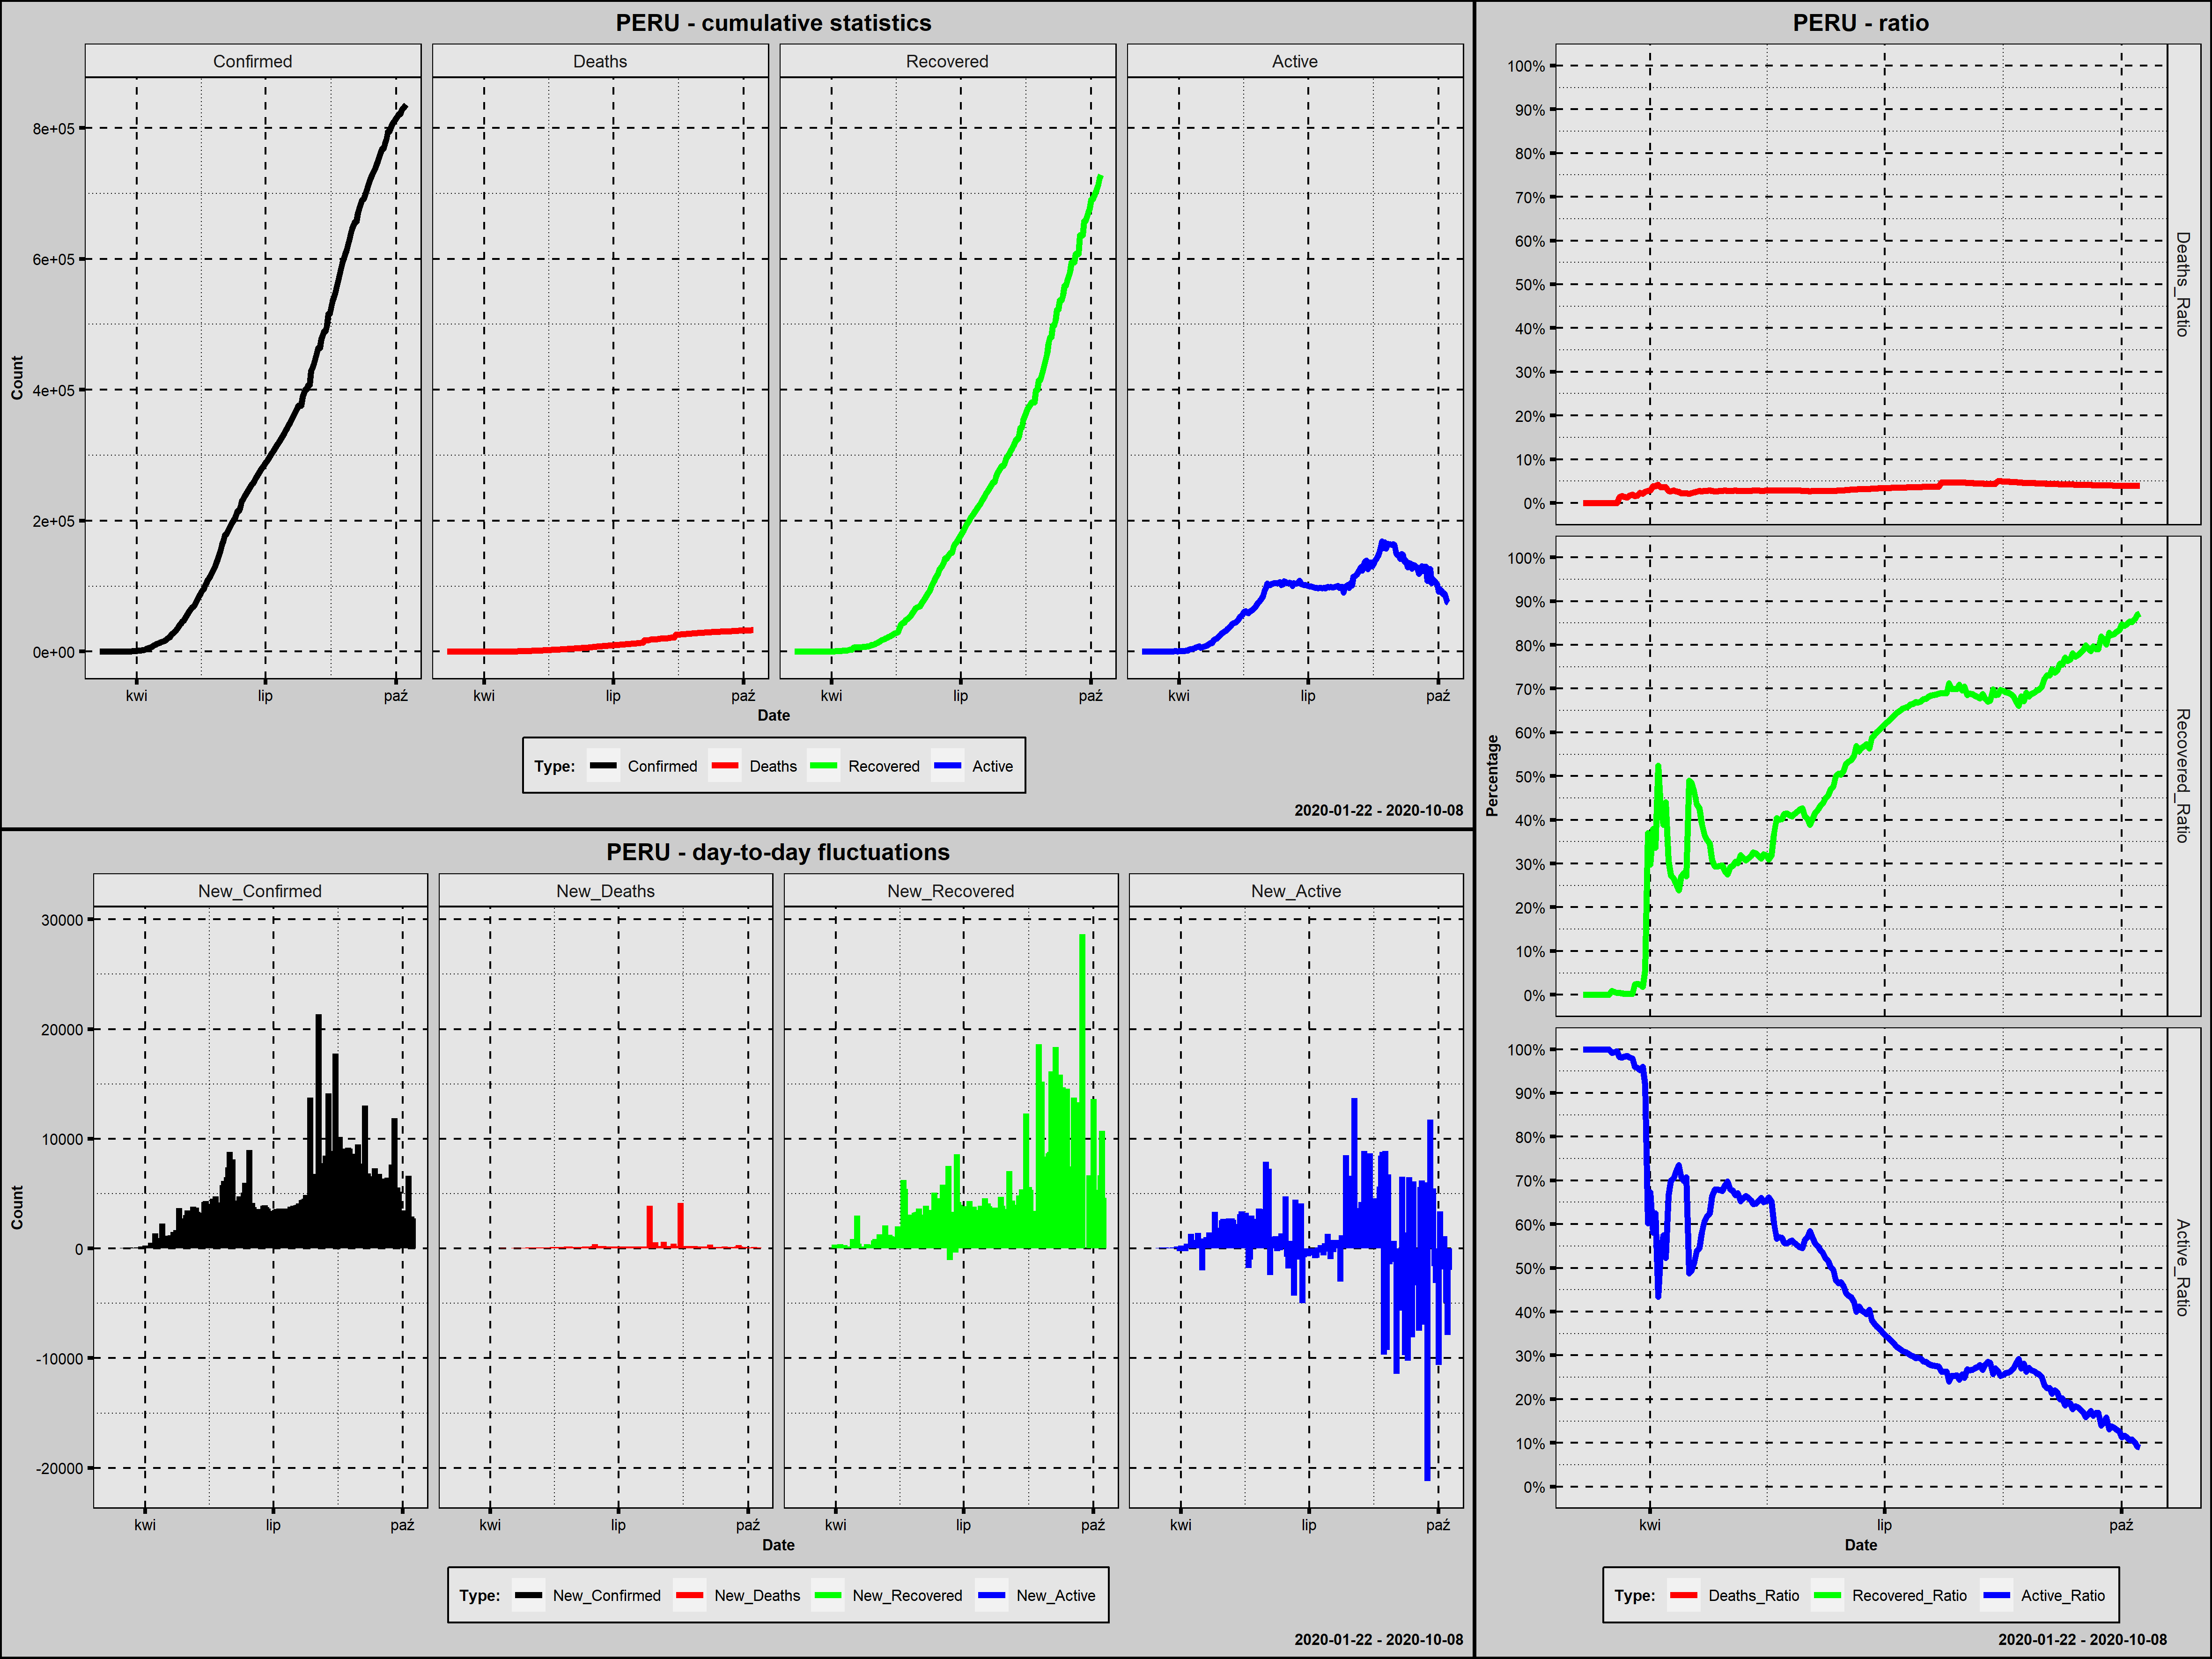 PERU - cumulative statistics
Confirmed Deaths Recovered Active
Count
8e+05
6e+05
4e+05
2e+05
0e+00
kwi lip paź kwi lip paź kwi lip paź kwi lip paź
Date
Type: Confirmed Deaths Recovered Active
2020-01-22 - 2020-10-08
PERU - day-to-day fluctuations
New_Confirmed New_Deaths New_Recovered New_Active
Count
30000
20000
10000
0
-10000
-20000
kwi lip paź kwi lip paź kwi lip paź kwi lip paź
Date
Type: New_Confirmed New_Deaths New_Recovered New_Active
2020-01-22 - 2020-10-08
PERU - ratio
Percentage
100%
90%
80%
70%
60%
50%
40%
30%
20%
10%
0%
Deaths_Ratio
100%
90%
80%
70%
60%
50%
40%
30%
20%
10%
0%
Recovered_Ratio
100%
90%
80%
70%
60%
50%
40%
30%
20%
10%
0%
Active_Ratio
kwi lip paź
Date
Type: Deaths_Ratio Recovered_Ratio Active_Ratio
2020-01-22 - 2020-10-08